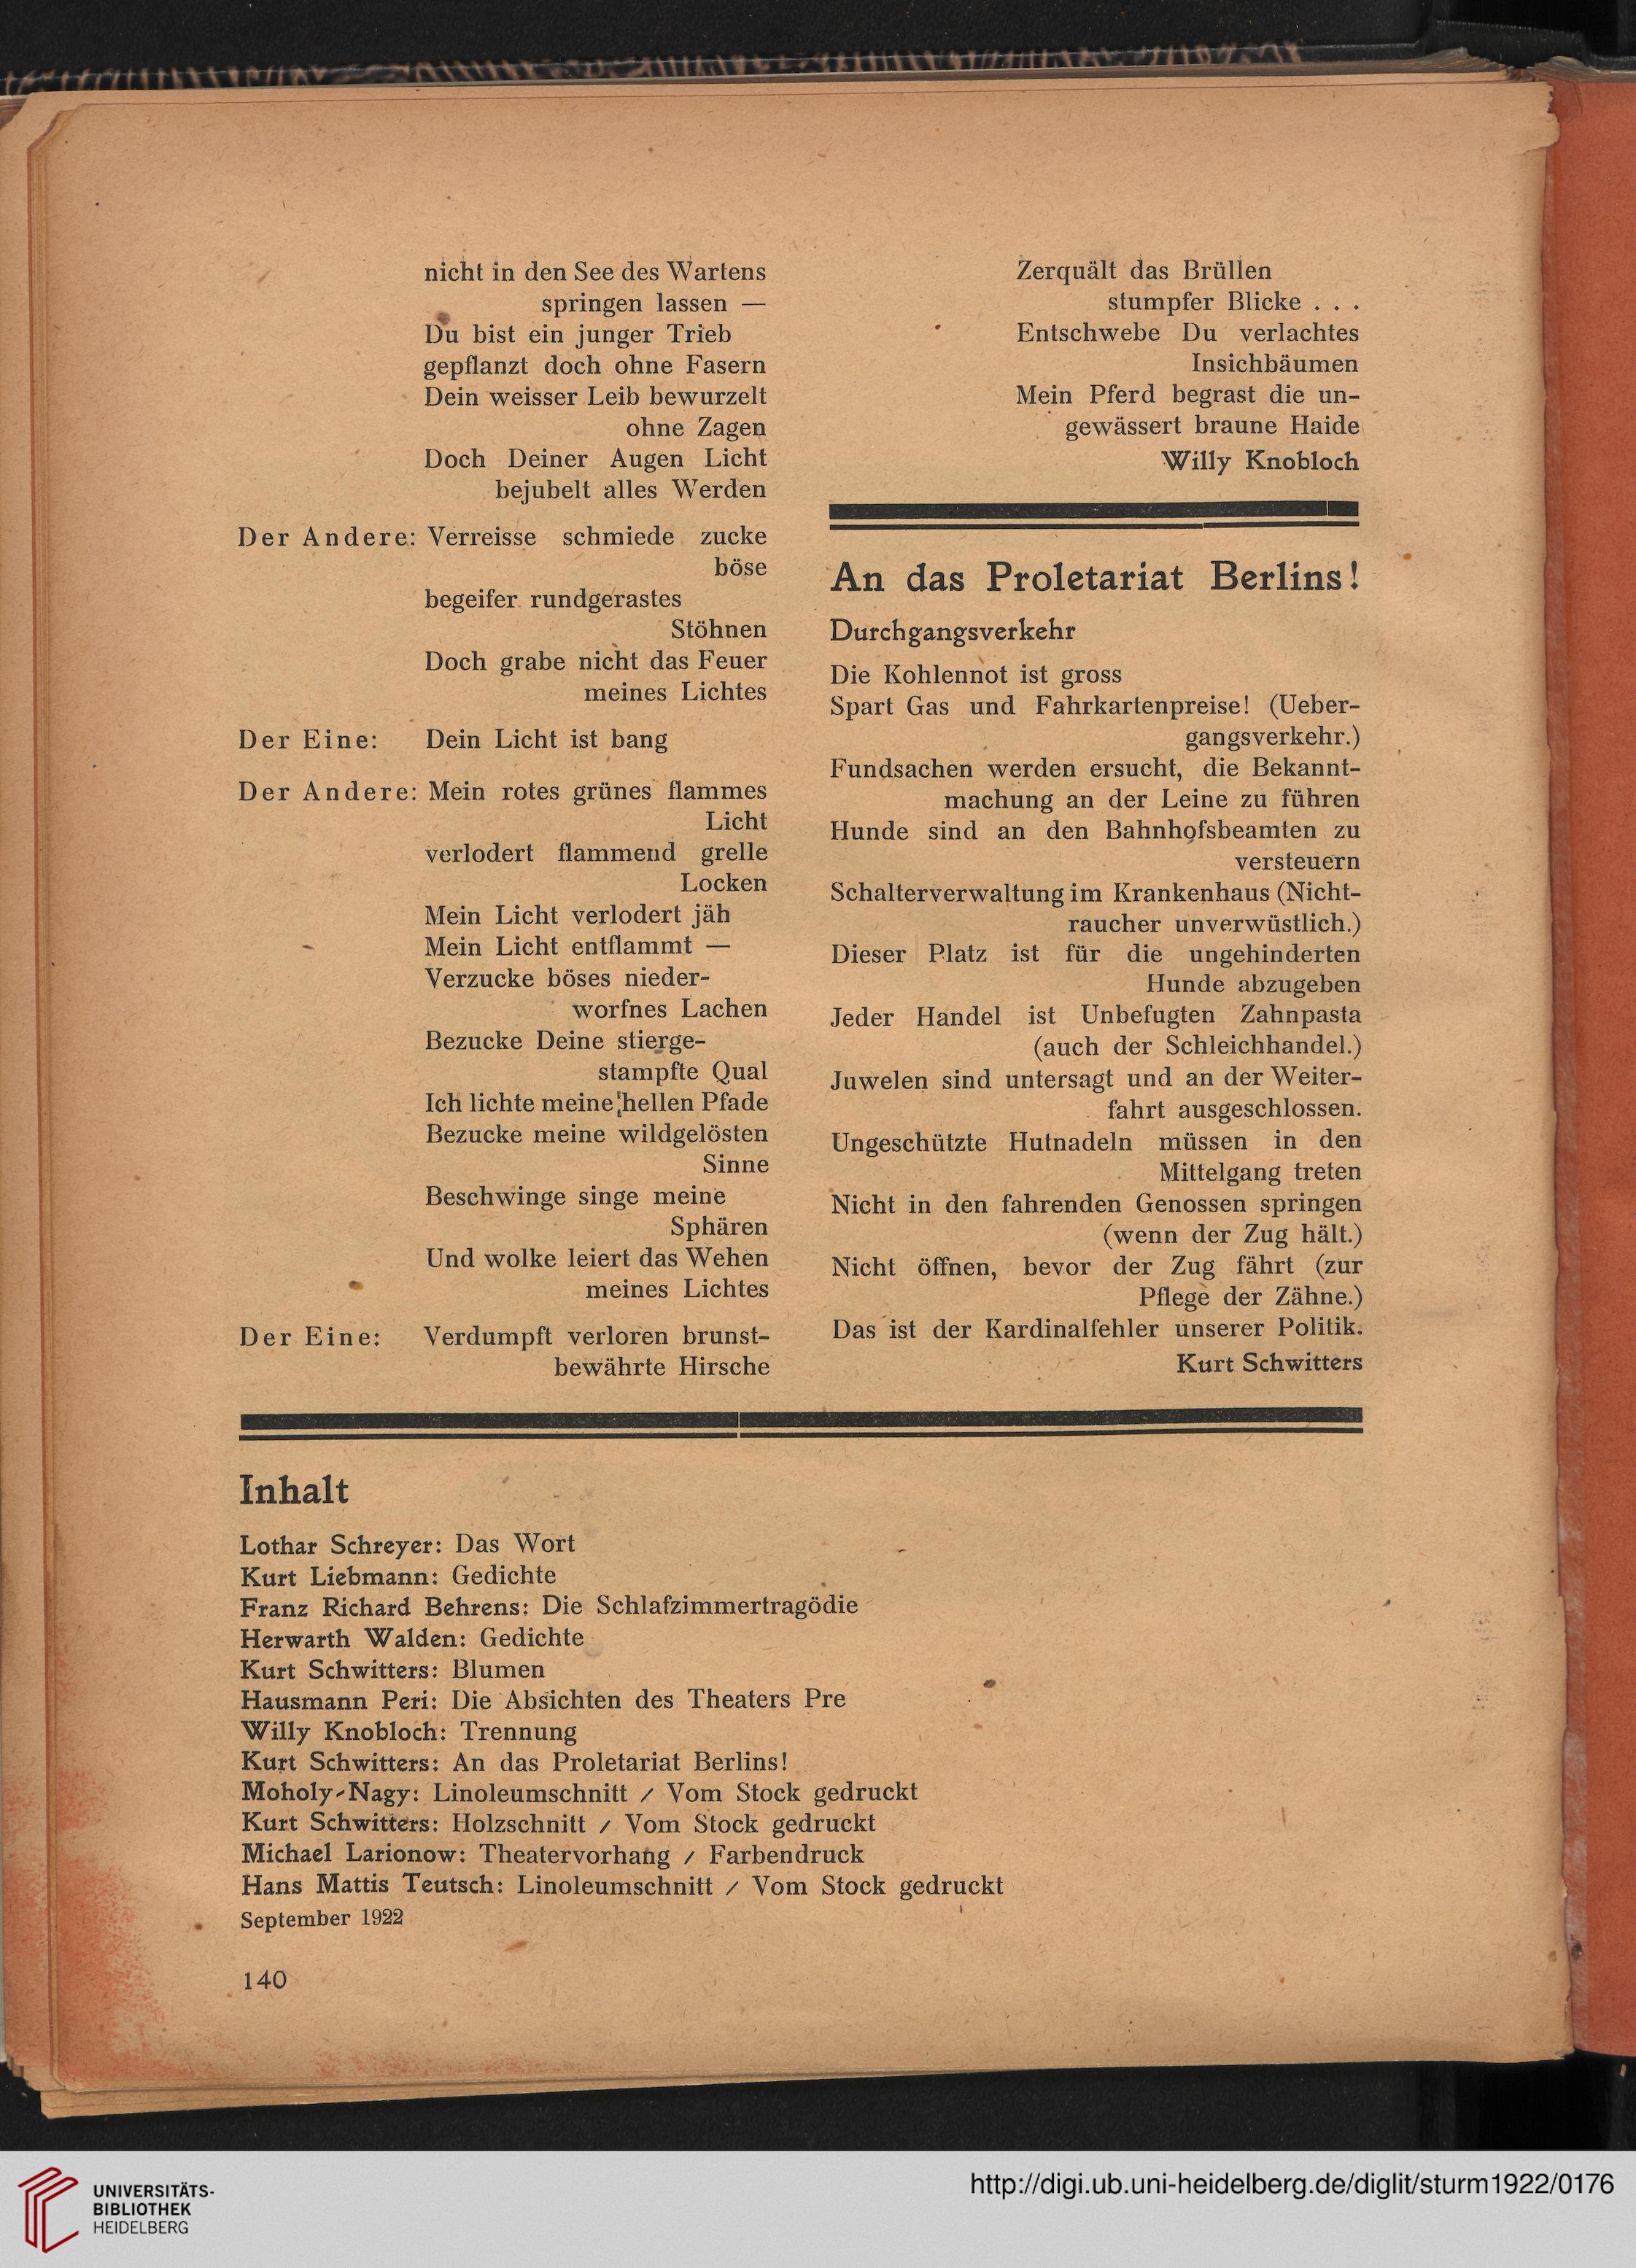 nicht in den See des Wartens
springen lassen —
Du bist ein junger Trieb
gepflanzt doch ohne Fasern
Dein weisser Leib bewurzelt
ohne Zagen
Doch Deiner Augen Licht
bejubelt alles Werden
Der Andere: Verreisse schmiede zucke
böse
begeifer rundgerastes
Stöhnen
Doch grabe nicht das Feuer
meines Lichtes
Der Eine: Dein Licht ist bang
Der Andere: Mein rotes grünes flammes
Licht
verlodert flammend grelle
Locken
Mein Licht verlodert jäh
Mein Licht entflammt —
Verzucke böses nieder-
worfnes Lachen
Bezucke Deine stierge-
stampfte Qual
Ich lichte meine hellen Pfade
Bezucke meine wildgelösten
Sinne
Beschwinge singe meine
Sphären
Und wolke leiert das Wehen
meines Lichtes
Der Eine: Verdumpft verloren brunst-
bewährte Hirsche
Zerquält das Brüllen
stumpfer Blicke . . .
Entschwebe Du verlachtes
Insichbäumen
Mein Pferd begrast die un-
gewässert braune Haide
Willy Knobloch
An das Proletariat Berlins!
Durchgangsverkehr
Die Kohlennot ist gross
Spart Gas und Fahrkartenpreise! (Ueber-
gangsverkehr.)
Fundsachen werden ersucht, die Bekannt-
machung an der Leine zu führen
Hunde sind an den Bahnhofsbeamten zu
versteuern
Schalterverwaltung im Krankenhaus (Nicht-
raucher unverwüstlich.)
Dieser Platz ist für die ungehinderten
Hunde abzugeben
Jeder Handel ist Unbefugten Zahnpasta
(auch der Schleichhandel.)
Juwelen sind untersagt und an der Weiter-
fahrt ausgeschlossen.
Ungeschützte Hutnadeln müssen in den
Mittelgang treten
Nicht in den fahrenden Genossen springen
(wenn der Zug hält.)
Nicht öffnen, bevor der Zug fährt (zur
Pflege der Zähne.)
Das ist der Kardinalfehler unserer Politik.
Kurt Schwitters
Inhalt
Lothar Schreyer: Das Wort
Kurt Liebmann: Gedichte
Franz Richard Behrens: Die Schlafzimmertragödie
Herwarth Walden: Gedichte
Kurt Schwitters: Blumen
Hausmann Peri: Die Absichten des Theaters Pre
Willy Knobloch: Trennung
Kurt Schwitters: An das Proletariat Berlins!
Moholy-Nagy: Linoleumschnitt / Vom Stock gedruckt
Kurt Schwitters: Holzschnitt / Vom Stock gedruckt
Michael Larionow: Theatervorhang / Farbendruck
Hans Mattis Teutsch: Linoleumschnitt / Vom Stock gedruckt
September 1922
140
UNIVERSITÄTS-
BIBLIOTHEK
HEIDELBERG
http://digi.ub.uni-heidelberg.de/diglit/sturm1922/0176